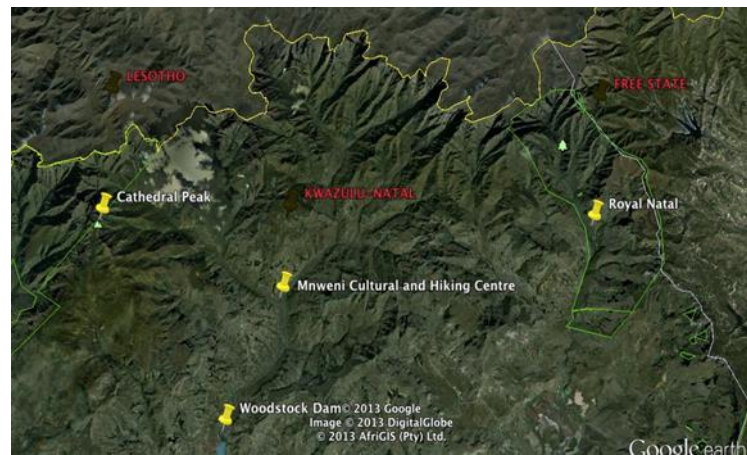 LESOTHO
FREE STATE
Cathedral Peak
KWAZULU-NATAL
Royal Natal
Mnweni Cultural and Hiking Centre
Woodstock Dam© 2013 Google
Image © 2013 DigitalGlobe
© 2013 AfriGIS (Pty) Ltd.
Google earth